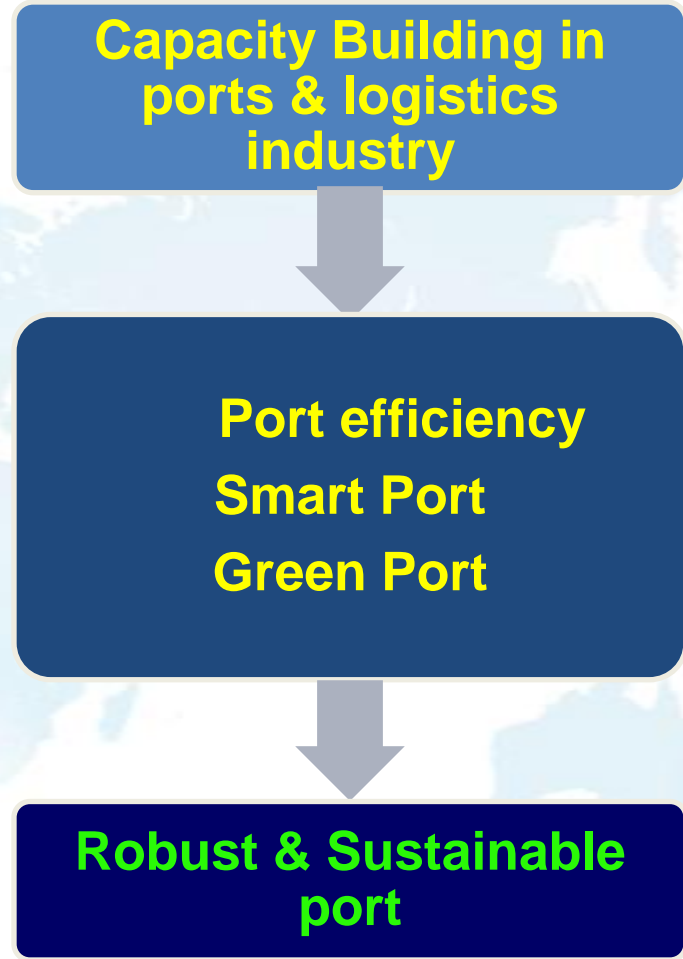 Capacity Building in
ports & logistics
industry
Port efficiency
Smart Port
Green Port
Robust & Sustainable
port